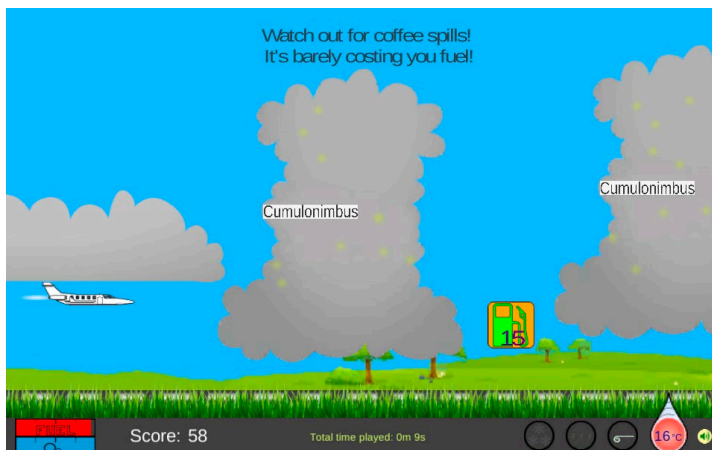 Watch out for coffee spills!
It's barely costing you fuel!
Cumulonimbus
Cumulonimbus
15
FUEL
Score: 58
Total time played: 0m 9s
16°C